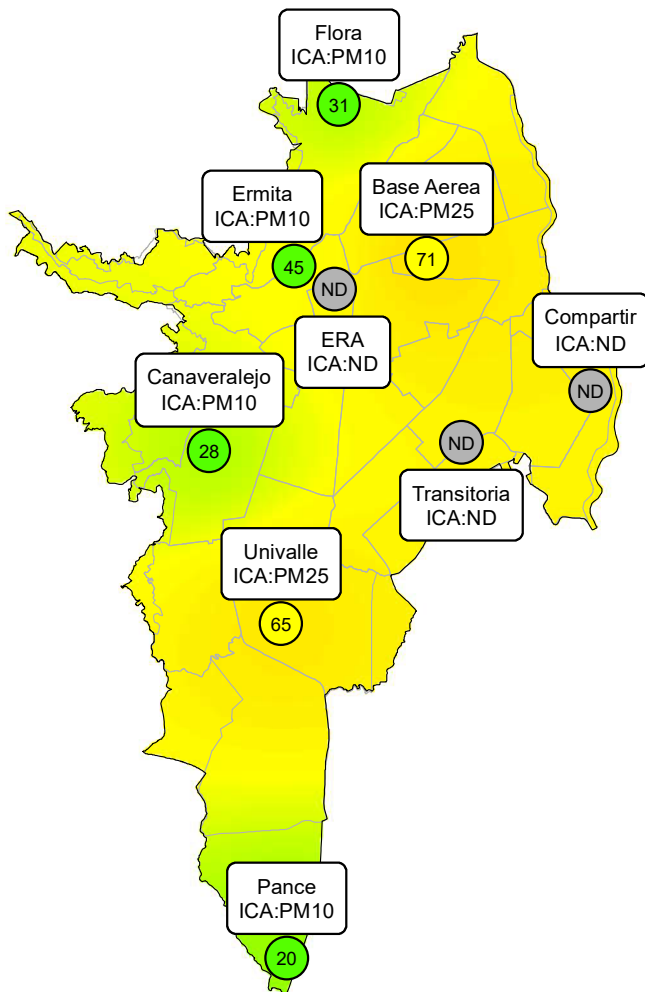 Flora
ICA:PM10
31
Ermita
ICA:PM10
45
Base Aerea
ICA:PM25
71
ND
ERA
ICA:ND
Compartir
ICA:ND
ND
Canaveralejo
ICA:PM10
28
ND
Transitoria
ICA:ND
Univalle
ICA:PM25
65
Pance
ICA:PM10
20